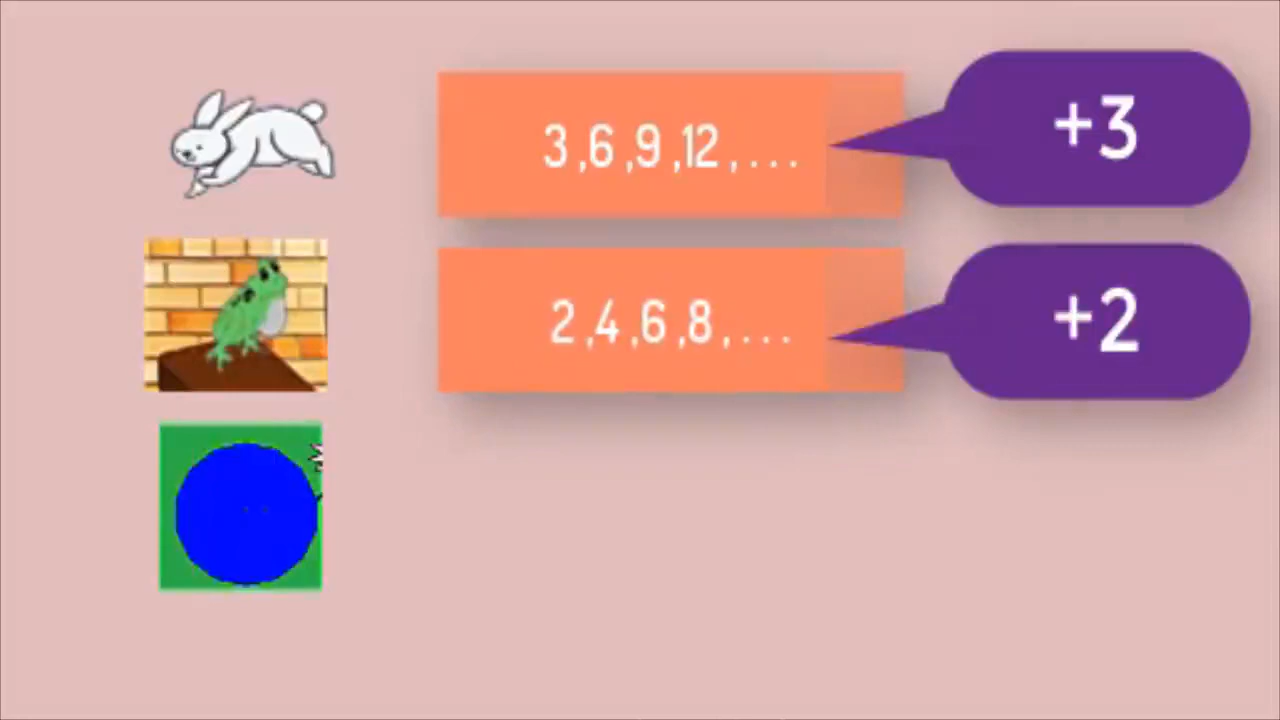 3 ,6 ,9 ,12 , . . .
+3
2 ,4 ,6 ,8 , . . .
+2